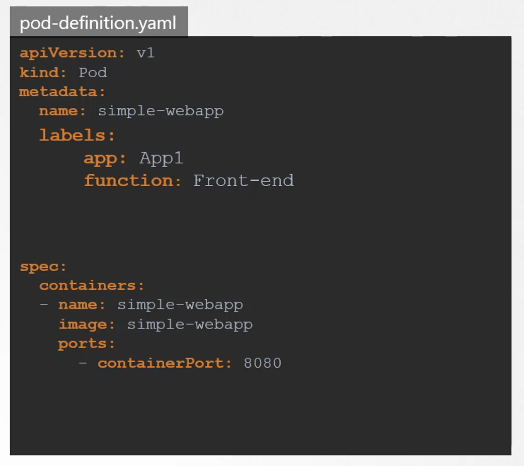 pod-definition.yaml
apiVersion: v1
kind: Pod
metadata:
  name: simple-webapp
  labels:
      app: App1
      function: Front-end
spec:
  containers:
  - name: simple-webapp
    image: simple-webapp
    ports:
      - containerPort: 8080